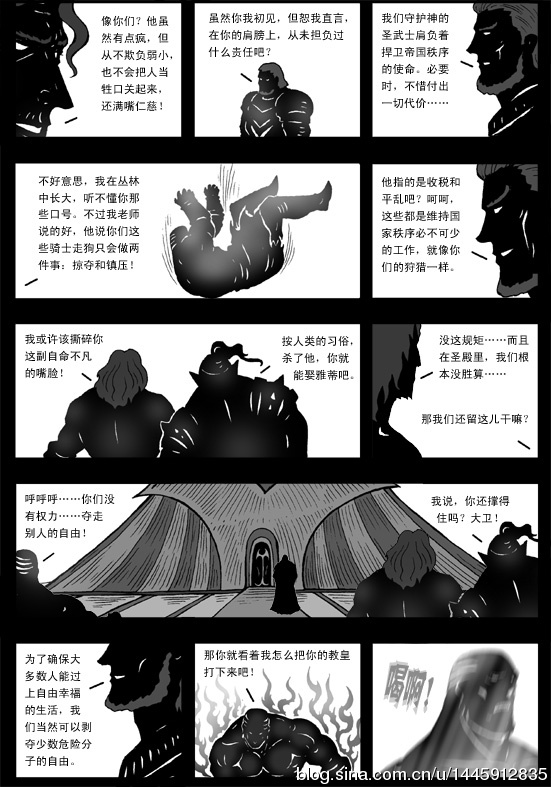 像你们？他虽
然有点疯，但
从不欺负弱小，
也不会把人当
牲口关起来，
还满嘴仁慈！
虽然你我初见，但恕我直言，
在你的肩膀上，从未担负过
什么责任吧？
我们守护神的
圣武士肩负着
捍卫帝国秩序
的使命。必要
时，不惜付出
一切代价……
不好意思，我在丛林
中长大，听不懂你那
些口号。不过我老师
说的好，他说你们这
些骑士走狗只会做两
件事：掠夺和镇压！
他指的是收税和
平乱吧？呵呵，
这些都是维持国
家秩序必不可少
的工作，就像你
们的狩猎一样。
我或许该撕碎你
这副自命不凡
的嘴脸！
按人类的习俗，
杀了他，你就
能娶雅蒂吧。
没这规矩……而且
在圣殿里，我们根
本没胜算…
那我们还留这儿干嘛？
呼呼呼……你们没
有权力……夺走
别人的自由！
我说，你还撑得
住吗？大卫！
为了确保大
多数人能过
上自由幸福
的生活，我
们当然可以剥
夺少数危险分
子的自由。
那你就看着我怎么把你的教皇
打下来吧！
喝啊！
blog.sina.com.cn/u/1445912835